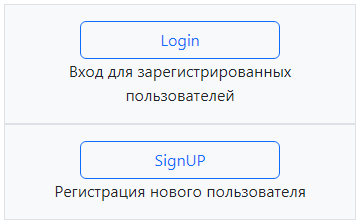 Login
Вход для зарегистрированных
пользователей
SignUP
Регистрация нового пользователя